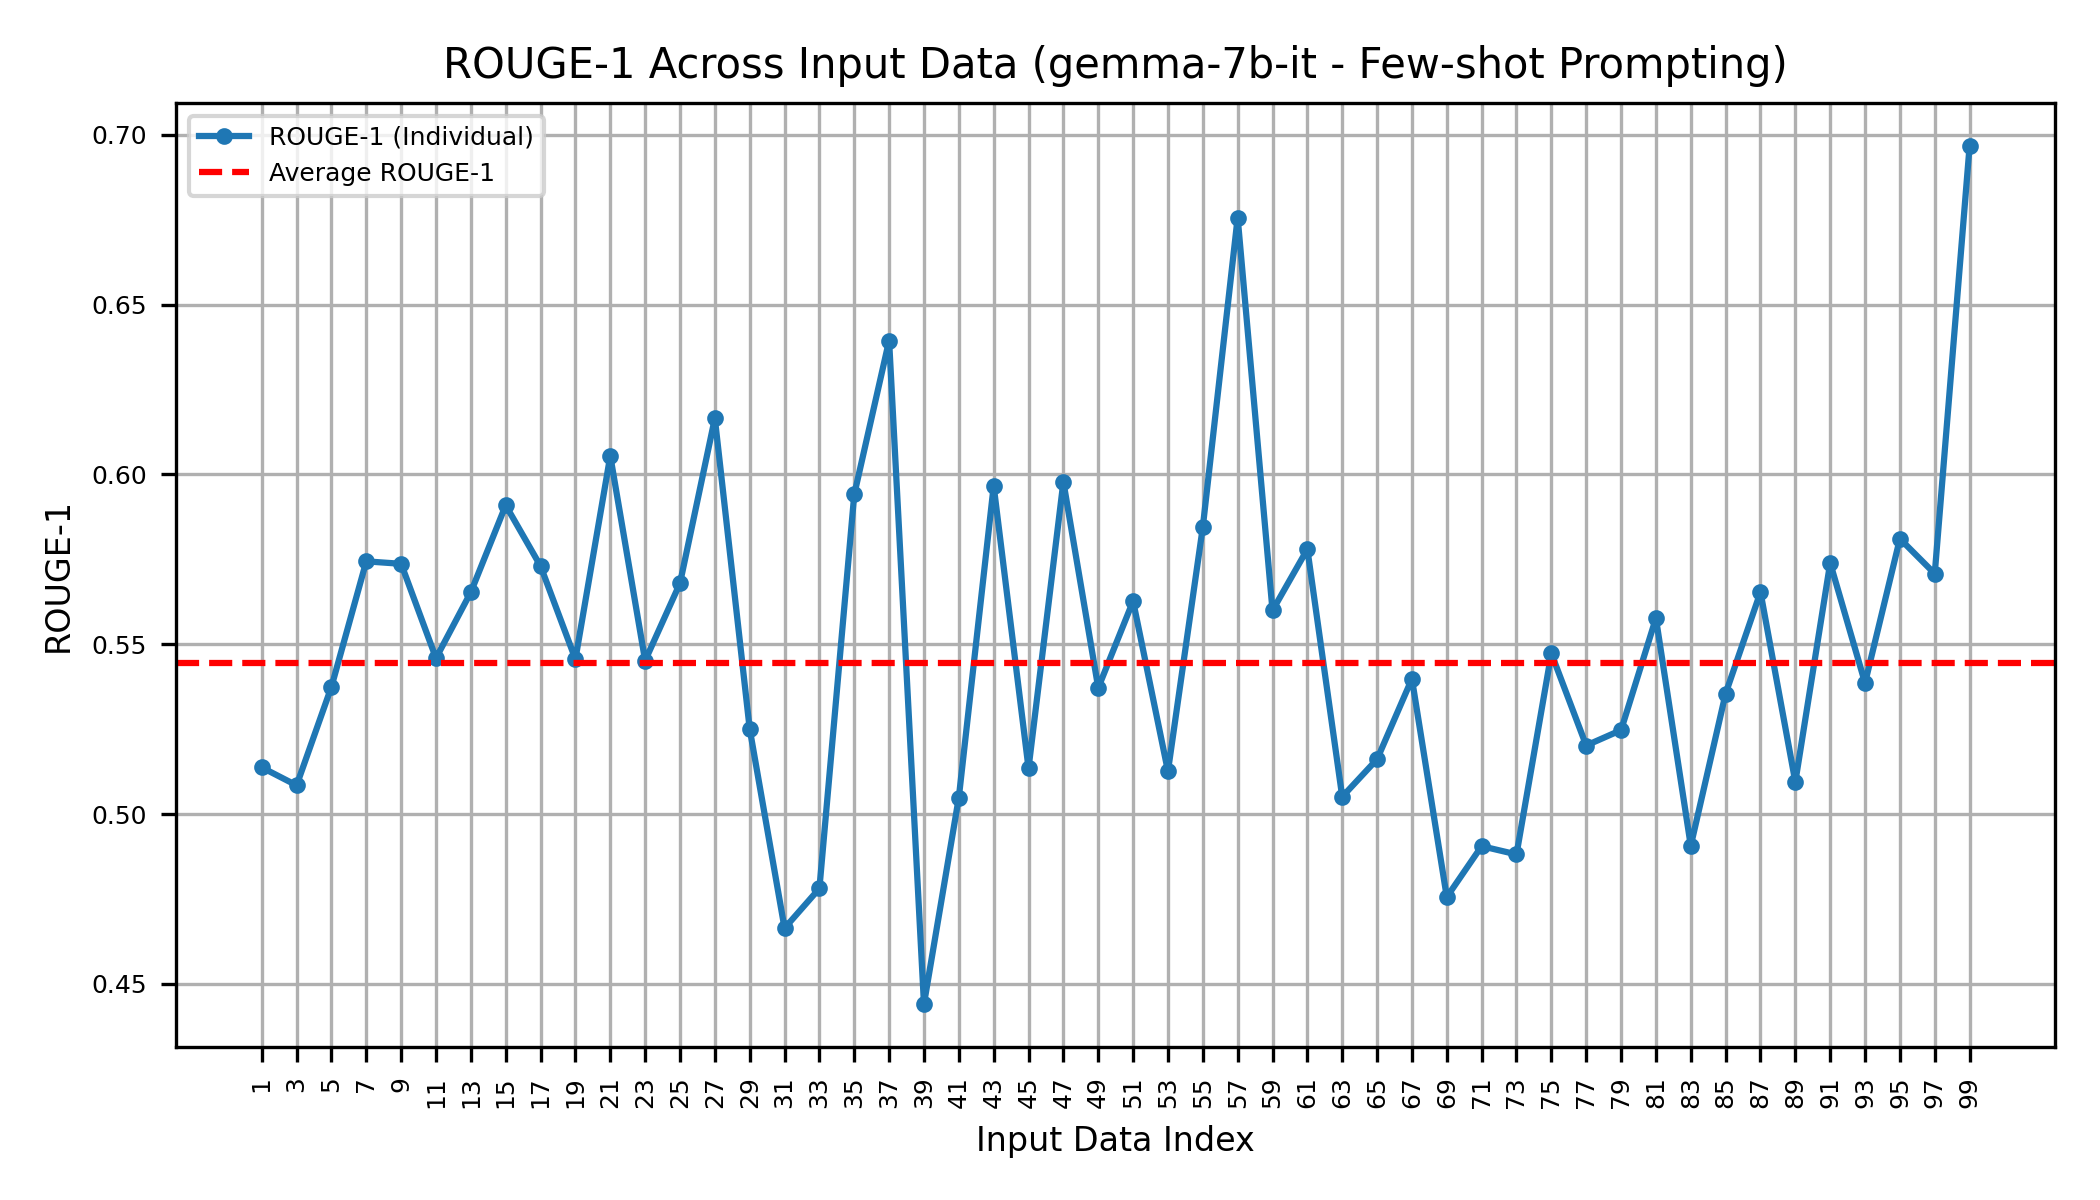 ROUGE-1 Across Input Data (gemma-7b-it - Few-shot Prompting)
ROUGE-1 (Individual)
Average ROUGE-1
0.70
0.65
0.60
0.55
0.50
0.45
ROUGE-1
1 3 5 7 9 11 13 15 17 19 21 23 25 27 29 31 33 35 37 39 41 43 45 47 49 51 53 55 57 59 61 63 65 67 69 71 73 75 77 79 81 83 85 87 89 91 93 95 97 99
Input Data Index